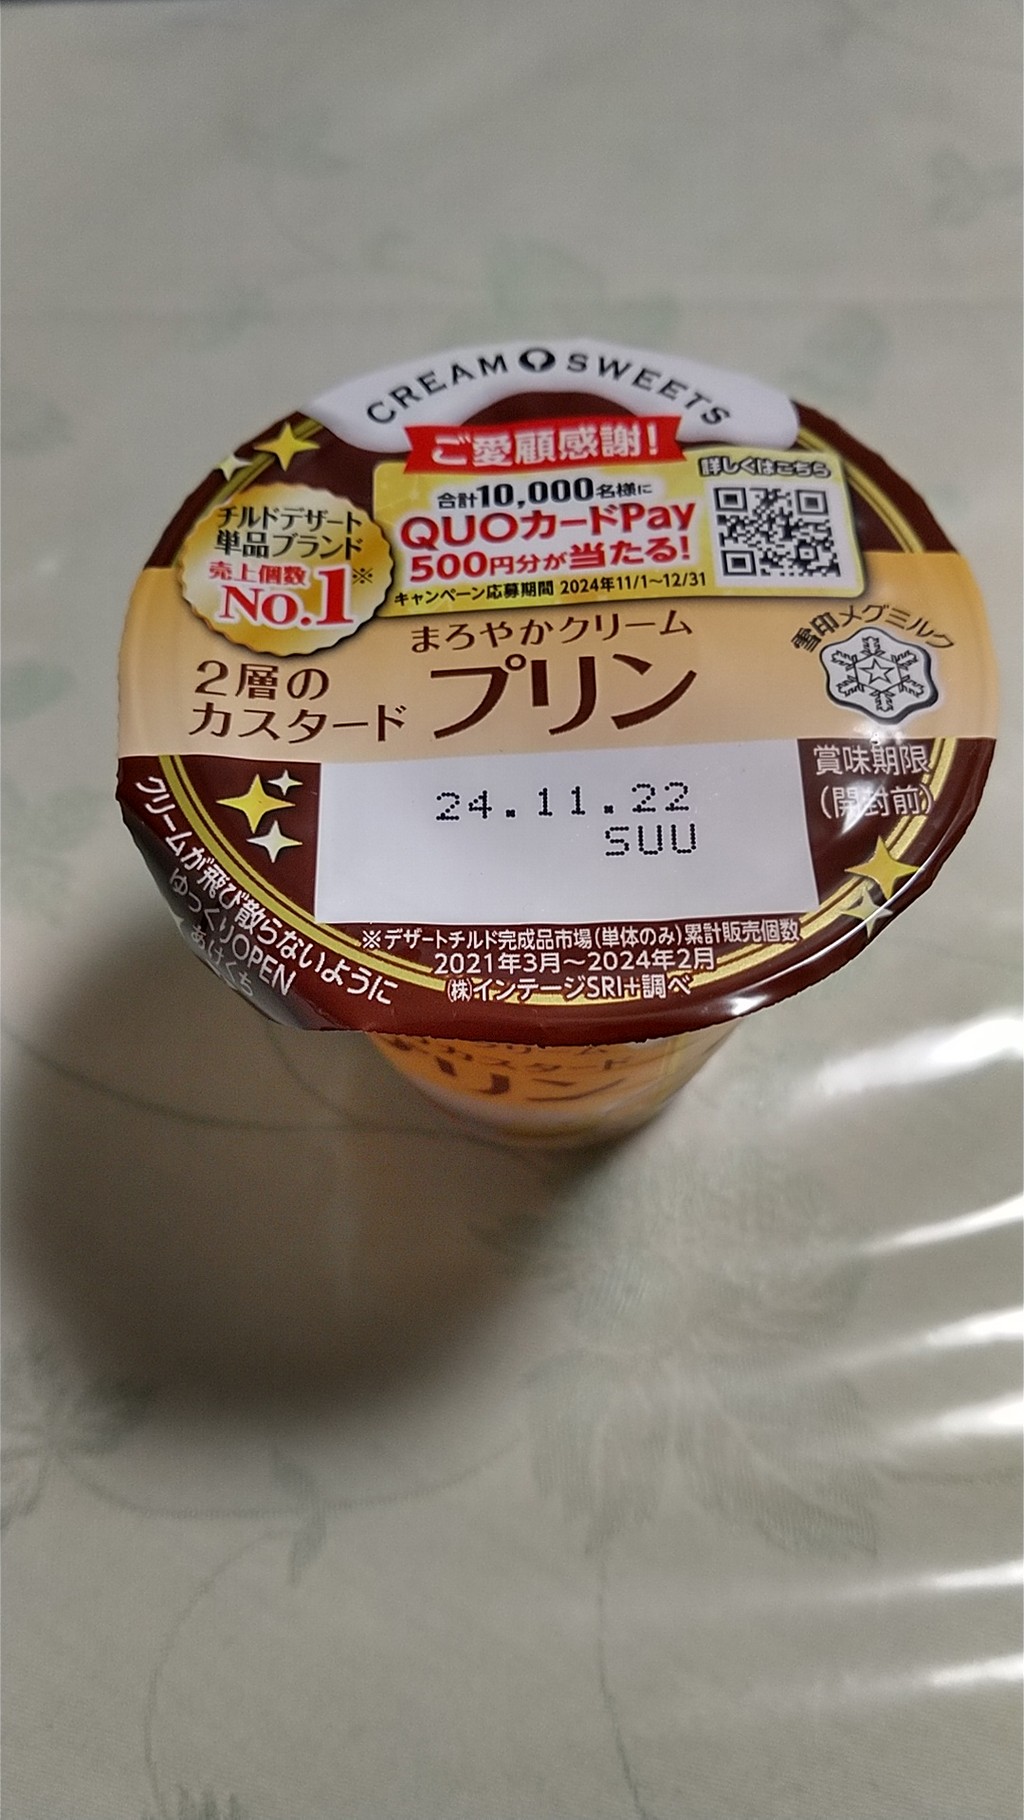 CREAM SWEETS
ご愛顧感謝!
詳しくはこちら
合計10,000名様に
QUOカードPay
500円分が当たる!
キャンペーン応募期間 2024年11/1~12/31
チルドデザート
単品ブランド
売上個数※
No.1
まろやかクリーム
2層の
カスタード
プリン
雪印メグミルク
賞味期限
(開封前)
24.11.22
SUU
クリームが飛び散らないように
ゆっくりOPEN
あけくち
※デザートチルド完成品市場(単体のみ)累計販売個数
2021年3月~2024年2月
(株)インテージSRI+調べ
カスタード
プリン